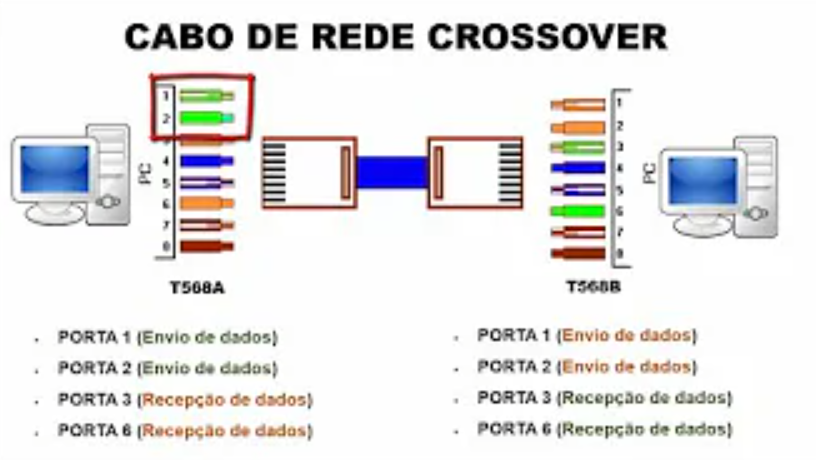 CABO DE REDE CROSSOVER
1
2
4
5
6
7
8
PC
T568A
1
2
3
4
5
6
7
8
PC
T568B
. PORTA 1 (Envio de dados)
. PORTA 2 (Envio de dados)
. PORTA 3 (Recepção de dados)
. PORTA 6 (Recepção de dados)
. PORTA 1 (Envio de dados)
. PORTA 2 (Envio de dados)
. PORTA 3 (Recepção de dados)
. PORTA 6 (Recepção de dados)